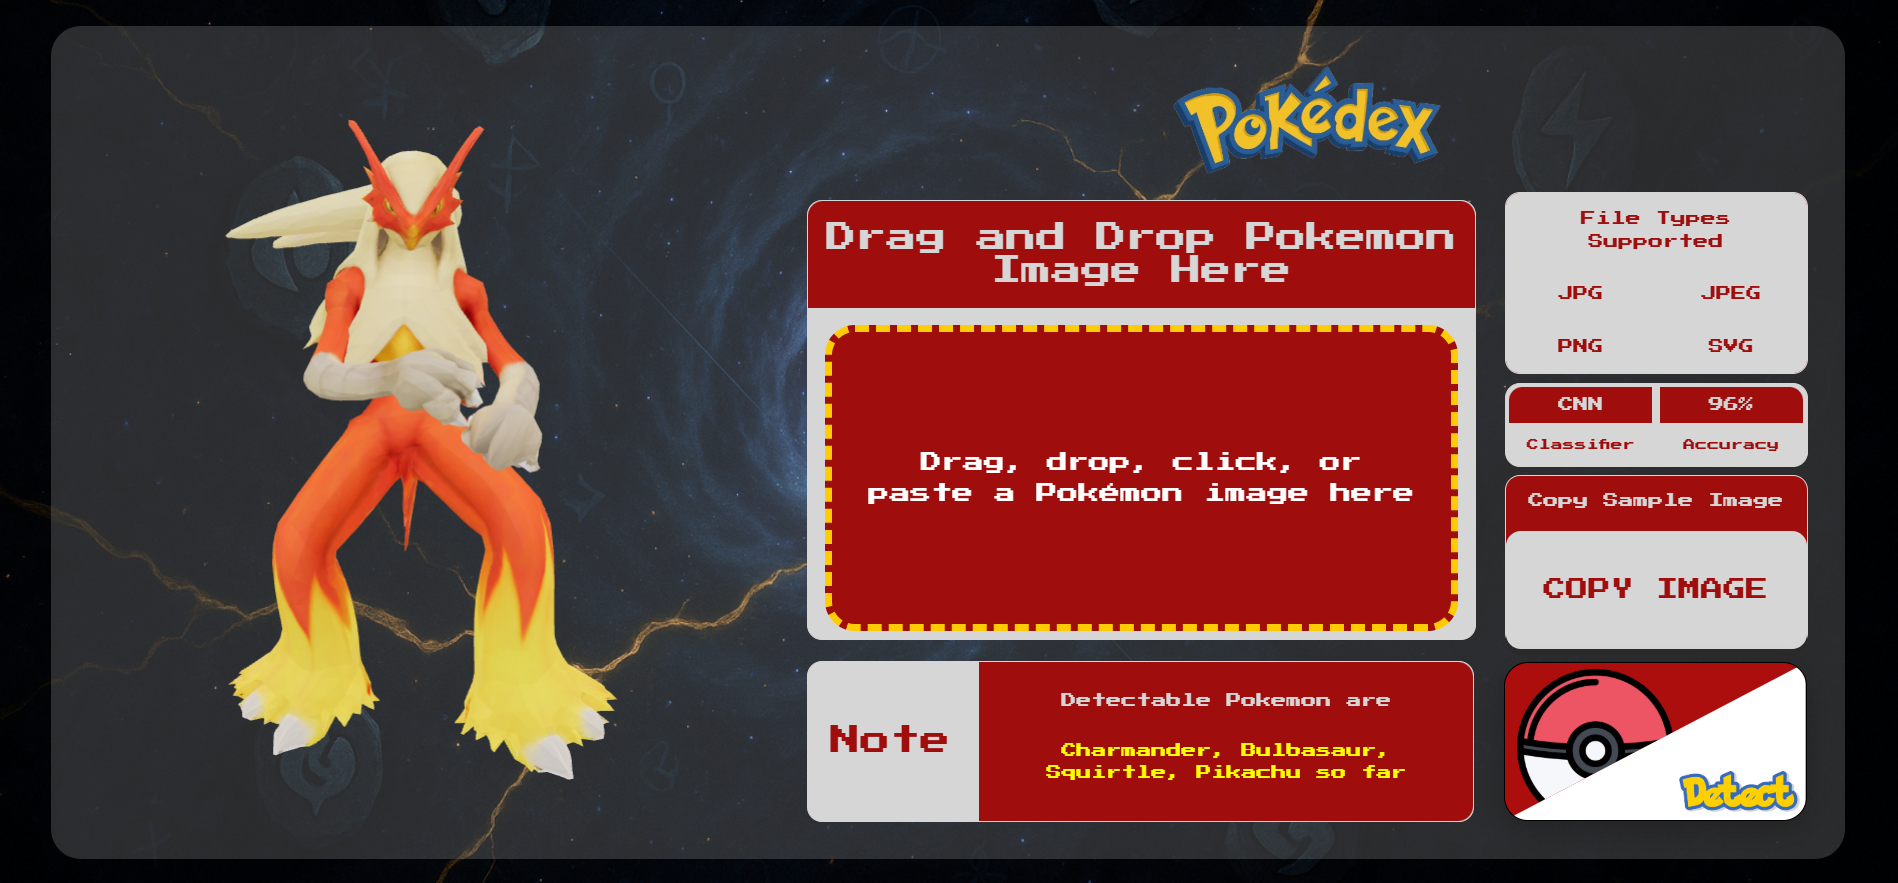 Pokédex
Drag and Drop Pokemon
Image Here
Drag, drop, click, or
paste a Pokémon image here
Note
Detectable Pokemon are
Charmander, Bulbasaur,
Squirtle, Pikachu so far
File Types
Supported
JPG JPEG
PNG SVG
CNN 96%
Classifier Accuracy
Copy Sample Image
COPY IMAGE
Detect